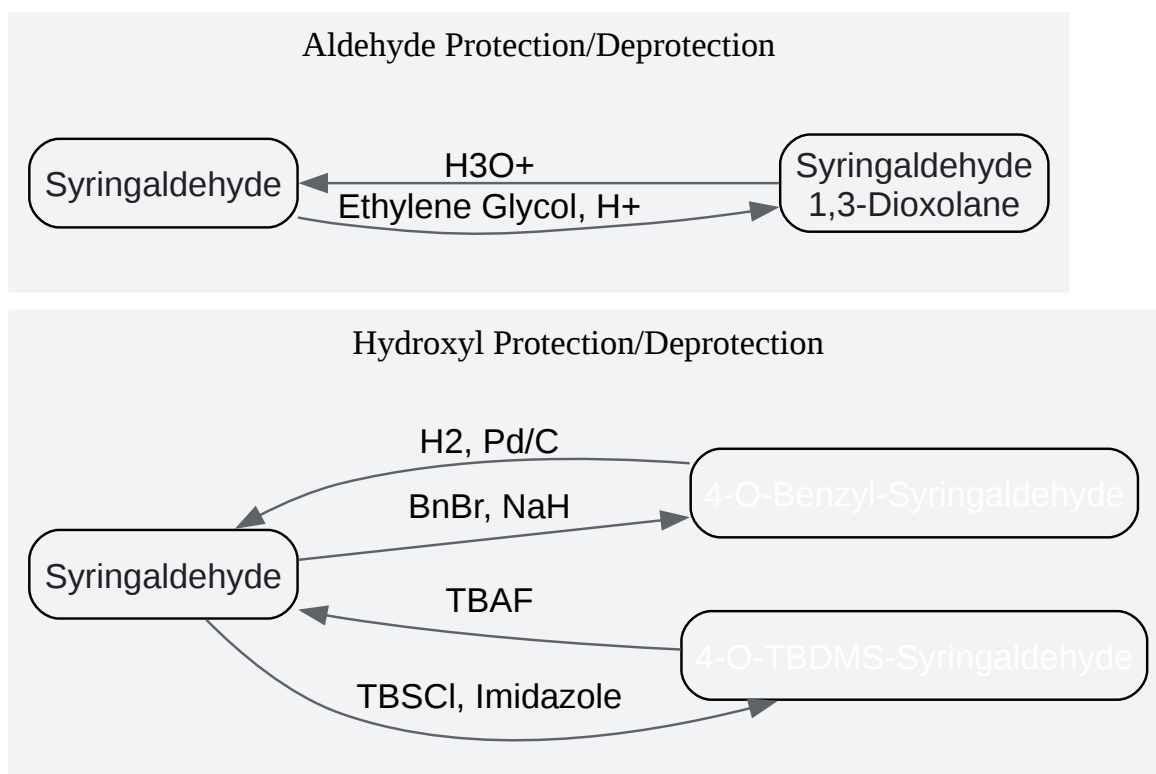 Aldehyde Protection/Deprotection
Syringaldehyde
H3O+
Ethylene Glycol, H+
Syringaldehyde
1,3-Dioxolane
Hydroxyl Protection/Deprotection
H2, Pd/C
4-O-Benzyl-Syringaldehyde
BnBr, NaH
Syringaldehyde
TBAF
4-O-TBDMS-Syringaldehyde
TBSCl, Imidazole